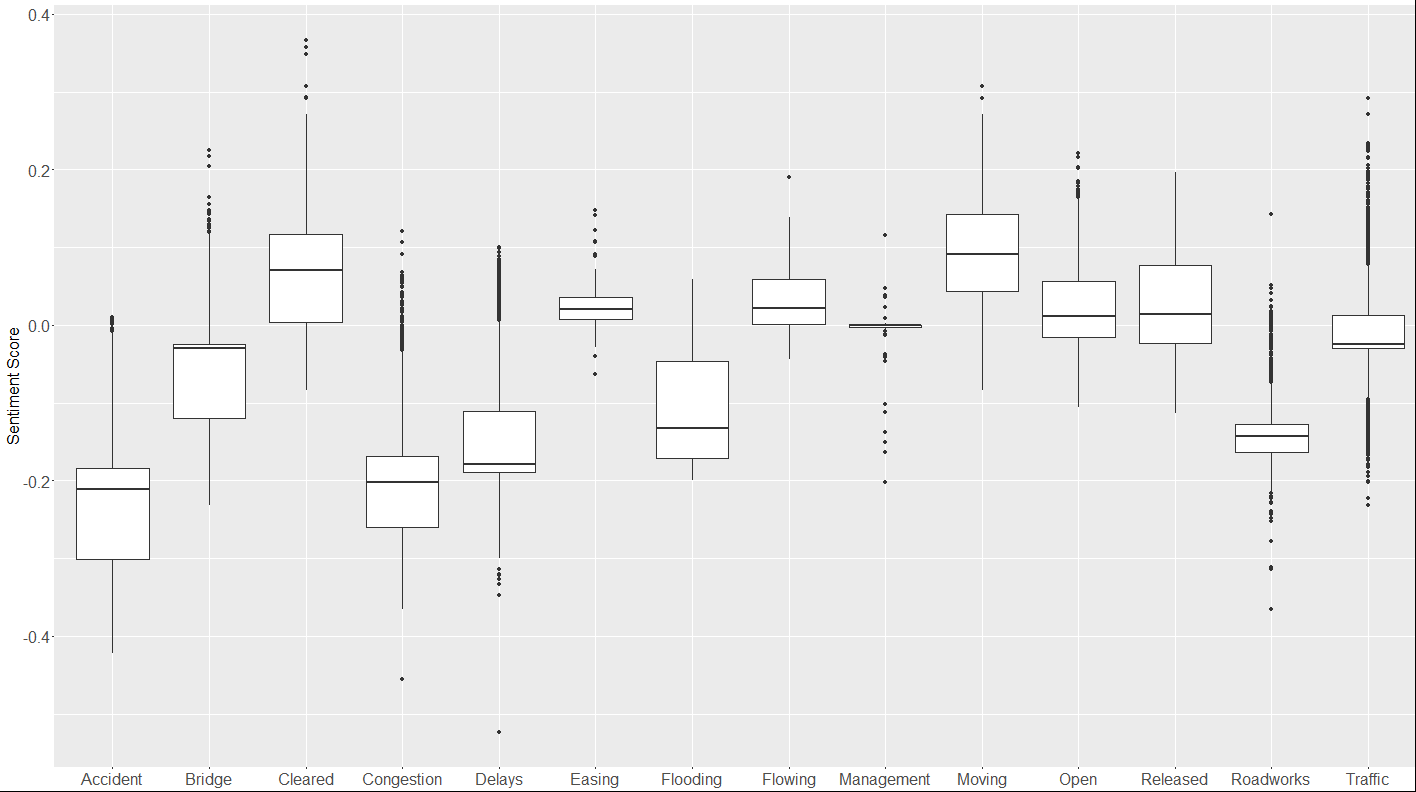 Sentiment Score
0.4
0.2
0.0
-0.2
-0.4
Accident Bridge Cleared Congestion Delays Easing Flooding Flowing Management Moving Open Released Roadworks Traffic